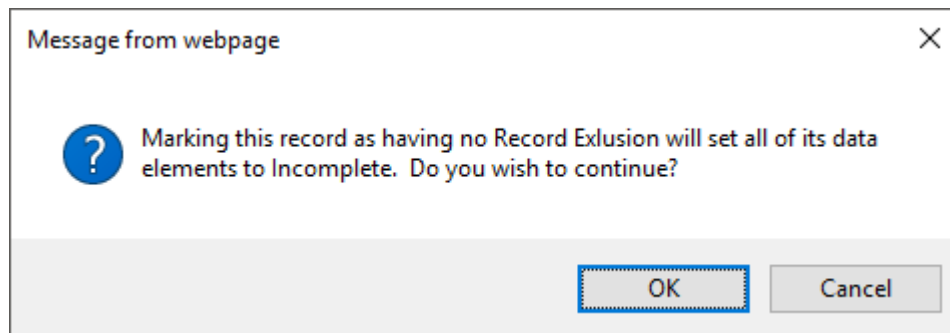 Message from webpage
Marking this record as having no Record Exlusion will set all of its data
elements to Incomplete.  Do you wish to continue?
OK
Cancel